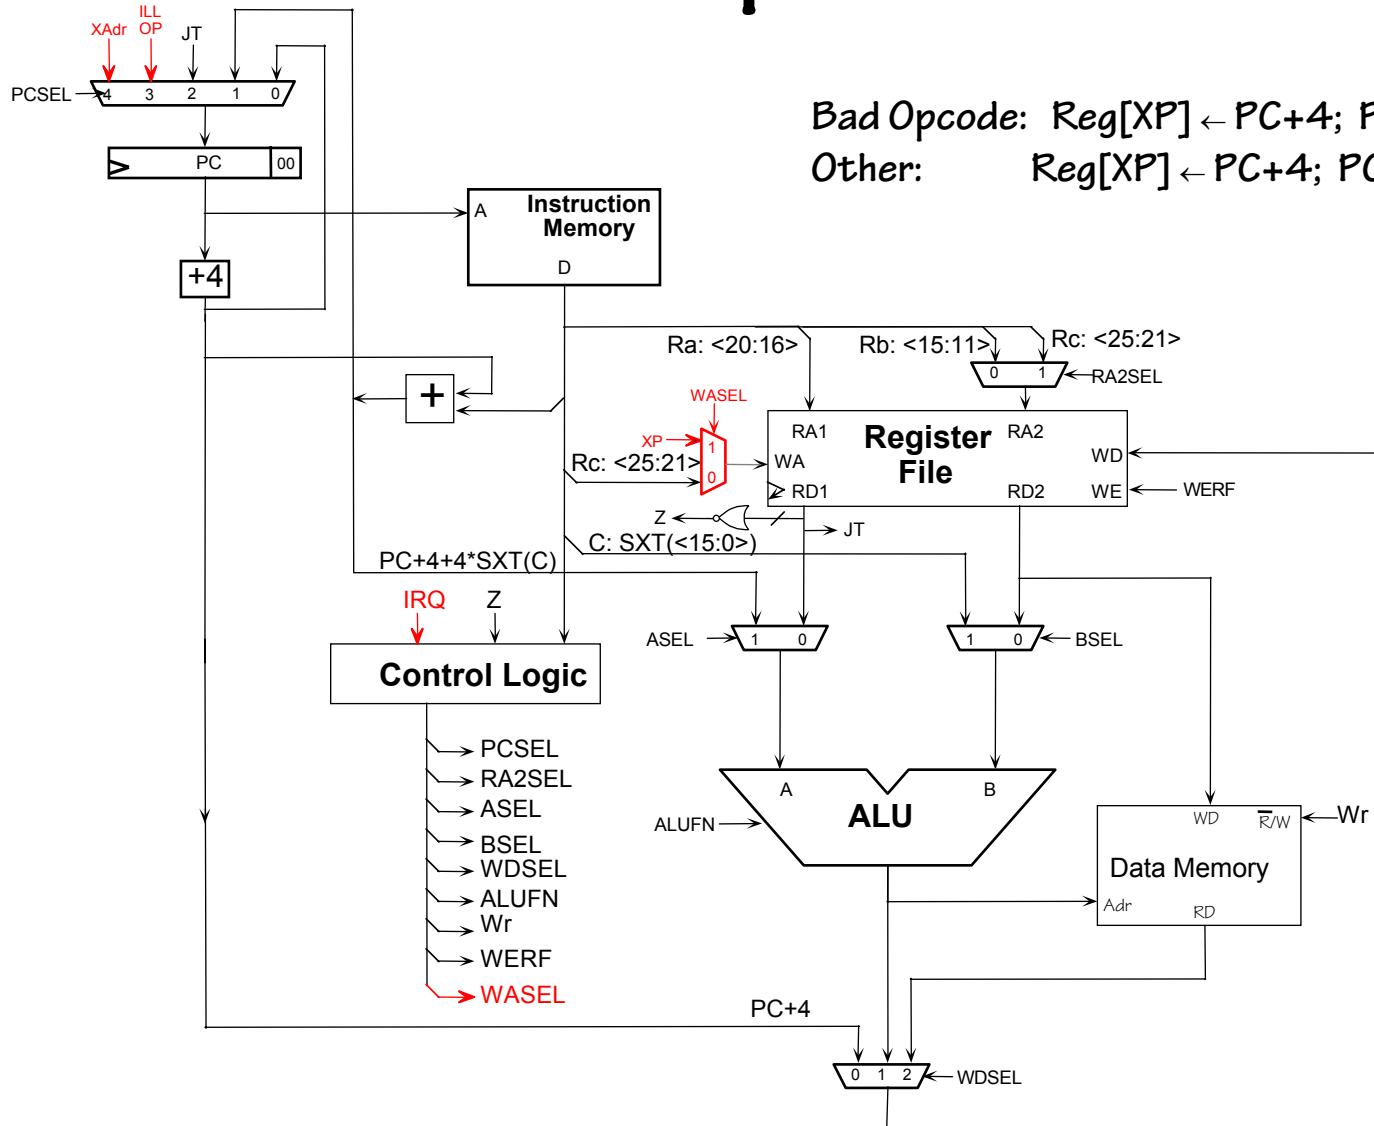 ILL
XAdr OP JT
PCSEL 4 3 2 1 0
PC 00
Bad Opcode: Reg[XP] ← PC+4; P
Other: Reg[XP] ← PC+4; PC
A Instruction
Memory
D
+4
Ra: <20:16> Rb: <15:11> Rc: <25:21>
0 1 RA2SEL
+
WASEL
XP 1
Rc: <25:21> 0
RA1 Register RA2
WA File WD
RD1 RD2 WE WERF
Z JT
C: SXT(<15:0>)
PC+4+4*SXT(C)
IRQ Z
ASEL 1 0 1 0 BSEL
Control Logic
PCSEL
RA2SEL
ASEL
BSEL
WDSEL
ALUFN
Wr
WERF
WASEL
A B
ALUFN ALU
WD R/W Wr
Data Memory
Adr RD
PC+4
0 1 2 WDSEL